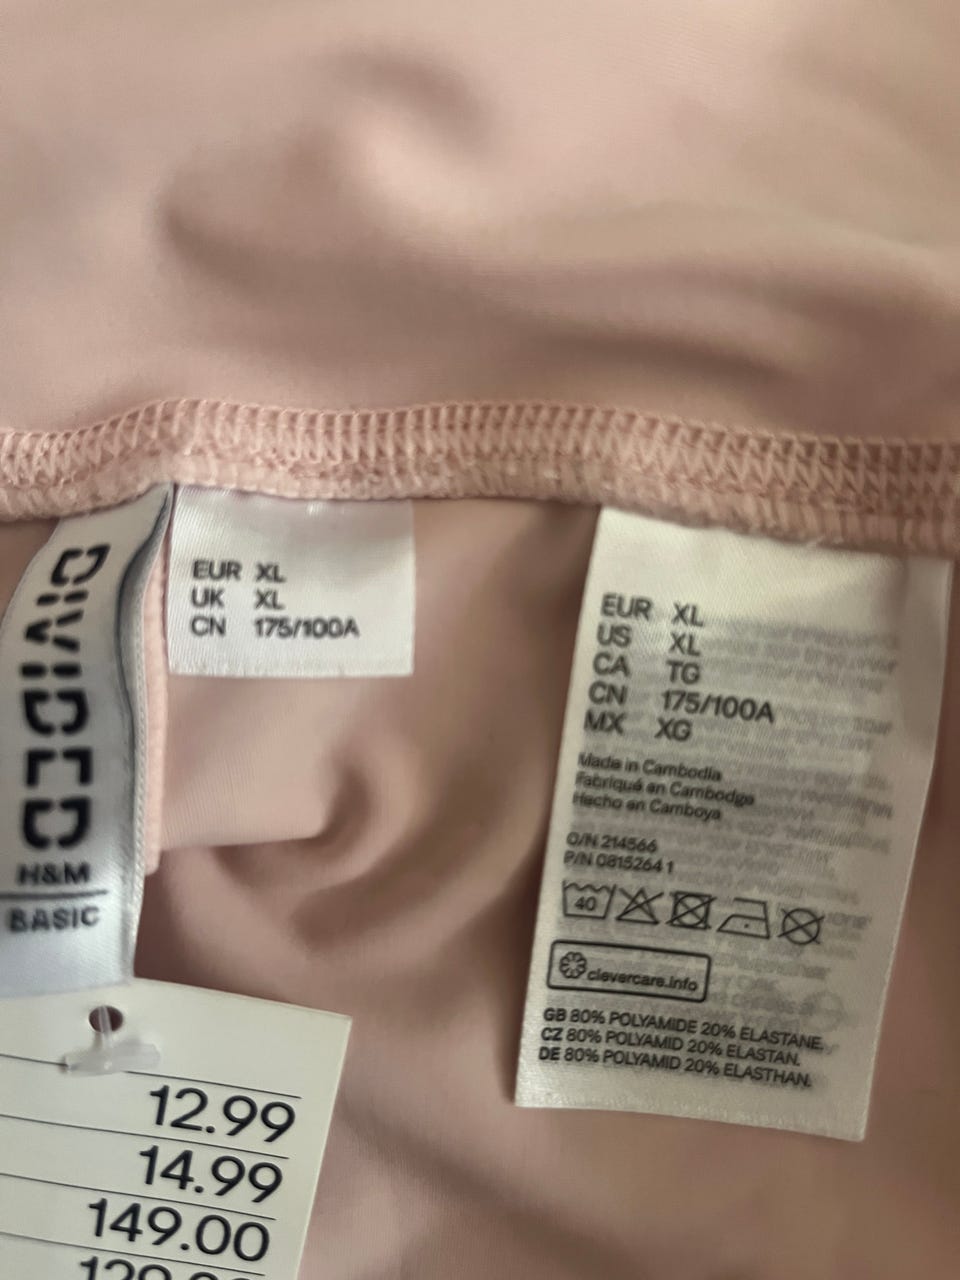 DIVIDED
H&M
BASIC
EUR XL
UK XL
CN 175/100A
EUR XL
US XL
CA TG
CN 175/100A
MX XG
Made in Cambodia
Fabriqué en Cambodge
Hecho en Camboya
O/N 214566
P/N 0815264 1
40
clevercare.info
GB 80% POLYAMIDE 20% ELASTANE.
CZ 80% POLYAMID 20% ELASTAN.
DE 80% POLYAMID 20% ELASTHAN.
12.99
14.99
149.00